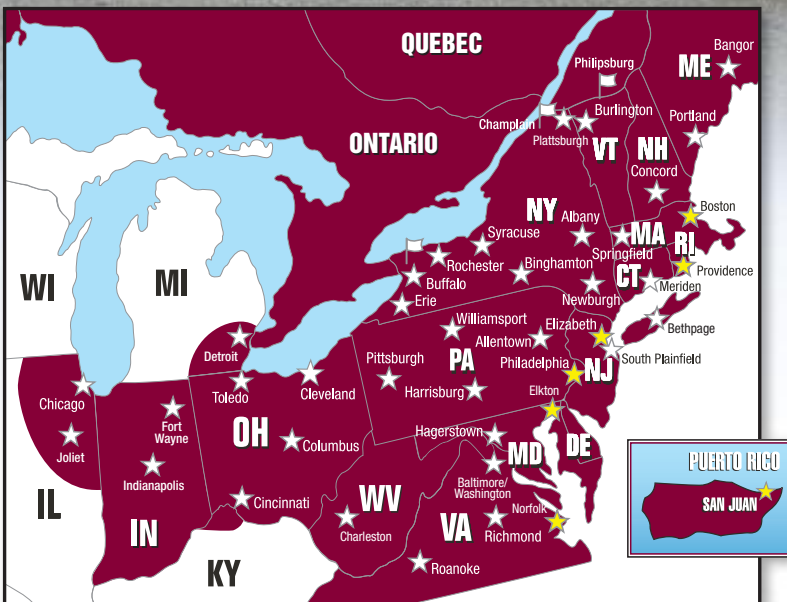 QUEBEC
ME
Bangor
Philipsburg
Champlain
Burlington
Portland
Plattsburgh
ONTARIO
VT
NH
Concord
NY
Albany
Boston
Syracuse
MA
RI
Springfield
Rochester
Binghamton
CT
Providence
WI
MI
Buffalo
Meriden
Newburgh
Erie
Williamsport
Elizabeth
Bethpage
Allentown
Detroit
Pittsburgh
PA
Philadelphia
NJ
South Plainfield
Toledo
Cleveland
Harrisburg
Elkton
Chicago
Fort
Wayne
OH
Columbus
Hagerstown
MD
DE
Joliet
PUERTO RICO
Indianapolis
Baltimore/
Washington
SAN JUAN
IL
Cincinnati
WV
Norfolk
IN
Charleston
VA
Richmond
KY
Roanoke